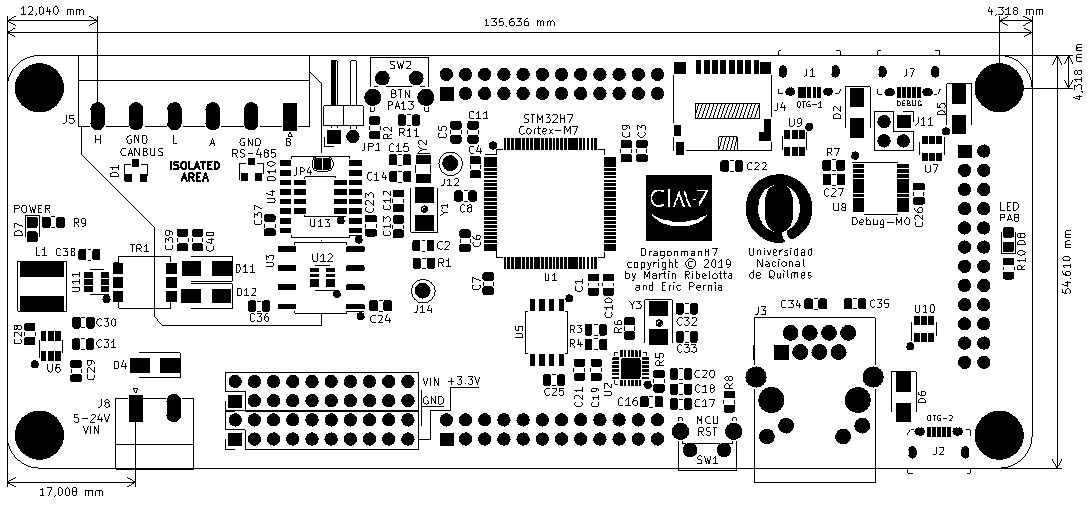 12,040 mm
135,636 mm
4,318 mm
4,318 mm
54,610 mm
17,008 mm
J5
H
GND
L
A
GND
B
CANBUS
RS-485
ISOLATED
AREA
D1
D10
JP4
U4
U13
SW2
BTN
PA13
JP1
R2
R11
C15
C14
Y2
C5
C11
C4
J12
C8
Y1
C12
C13
C23
C37
C6
C2
R1
C7
J14
STM32H7
Cortex-M7
C9
C3
U1
J4
C22
J1
OTG-1
J7
DEBUG
D2
D5
U9
J11
U7
R7
C27
U8
C26
Debug-M0
CIM-7
DragonmanH7
copyright © 2019
by Martin Ribelotta
and Eric Pernia
Universidad
Nacional
de Quilmes
LED
PA8
D8
R10
POWER
D7
R9
L1
C38
U11
TR1
C39
C40
D11
D12
U3
U12
C36
C24
C28
C30
C31
U6
C29
D4
J8
5-24V
VIN
VIN
GND
+3.3V
U5
C1
C10
R3
R4
R6
Y3
C32
C33
C25
C21
C19
U2
R5
C16
C20
C18
C17
R8
MCU
RST
SW1
J3
C34
C35
U10
D6
OTG-2
J2